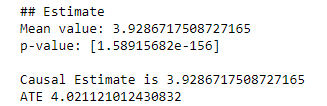 ## Estimate
Mean value: 3.9286717508727165
p-value: [1.58915682e-156]
Causal Estimate is 3.9286717508727165
ATE 4.021121012430832